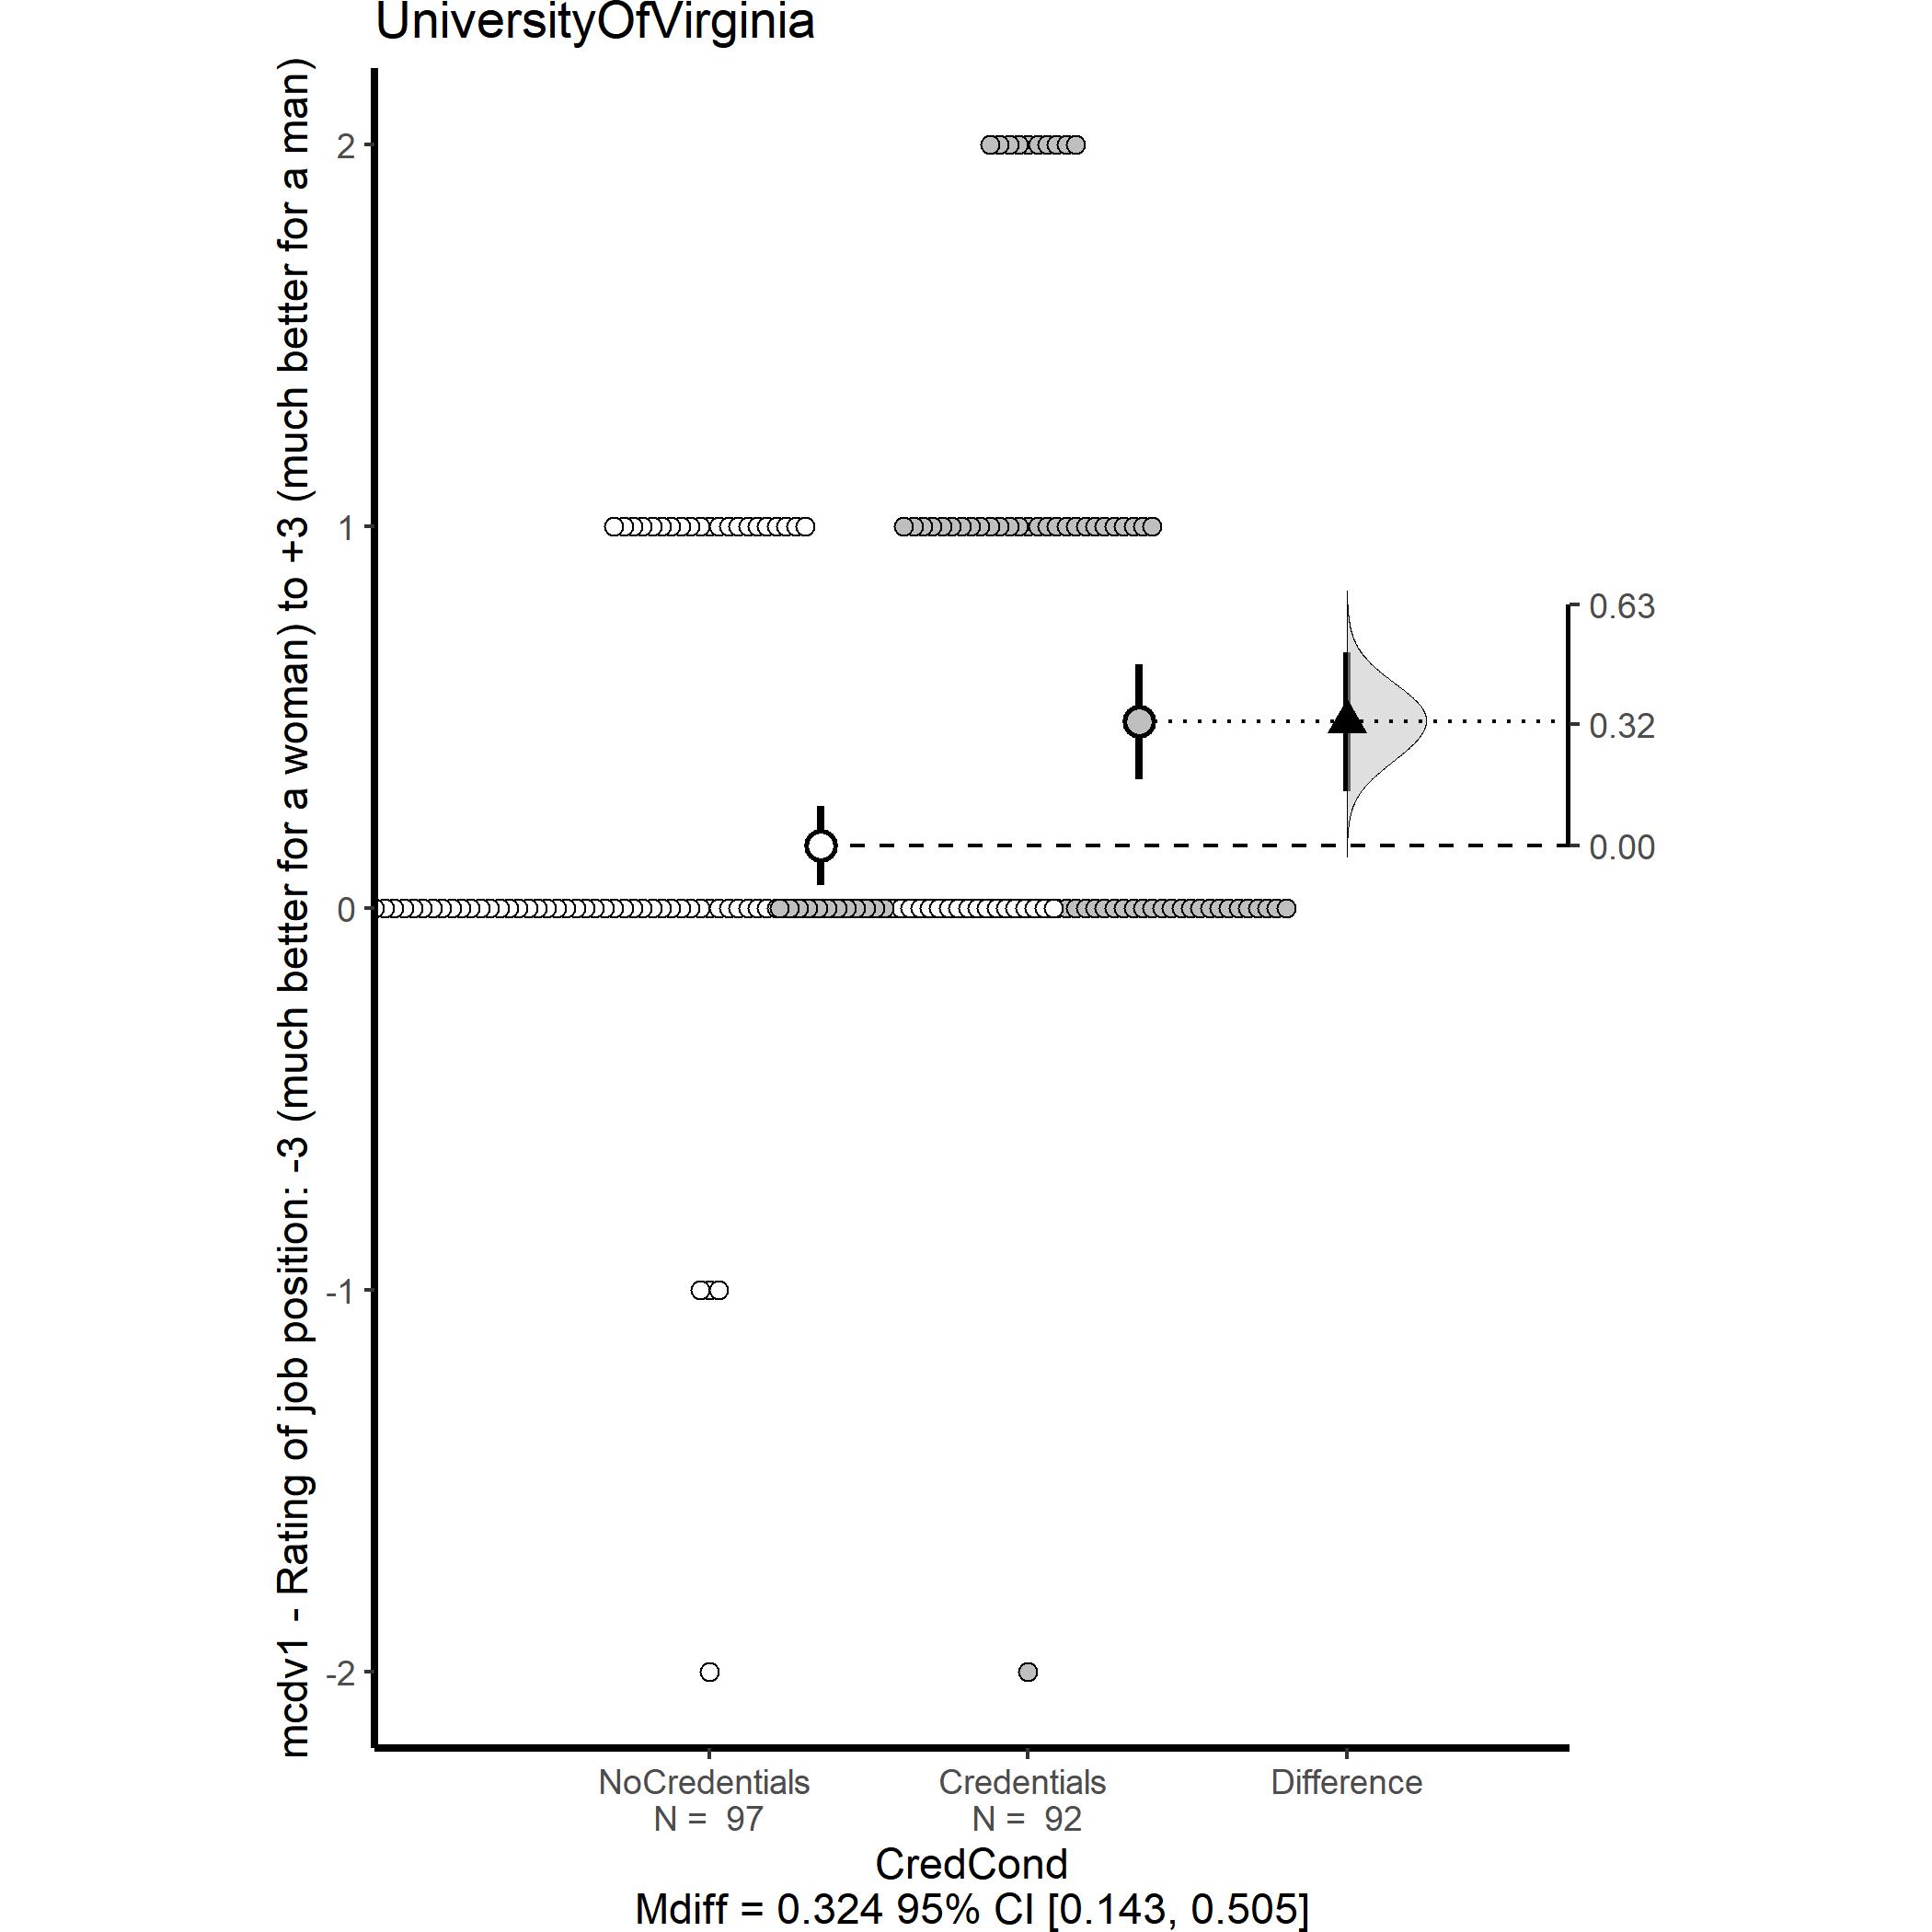 UniversityOfVirginia
mcdv1 - Rating of job position: -3 (much better for a woman) to +3 (much better for a man)
2
1
0
-1
-2
0.63
0.32
0.00
NoCredentials
N =  97
Credentials
N =  92
Difference
CredCond
Mdiff = 0.324 95% CI [0.143, 0.505]